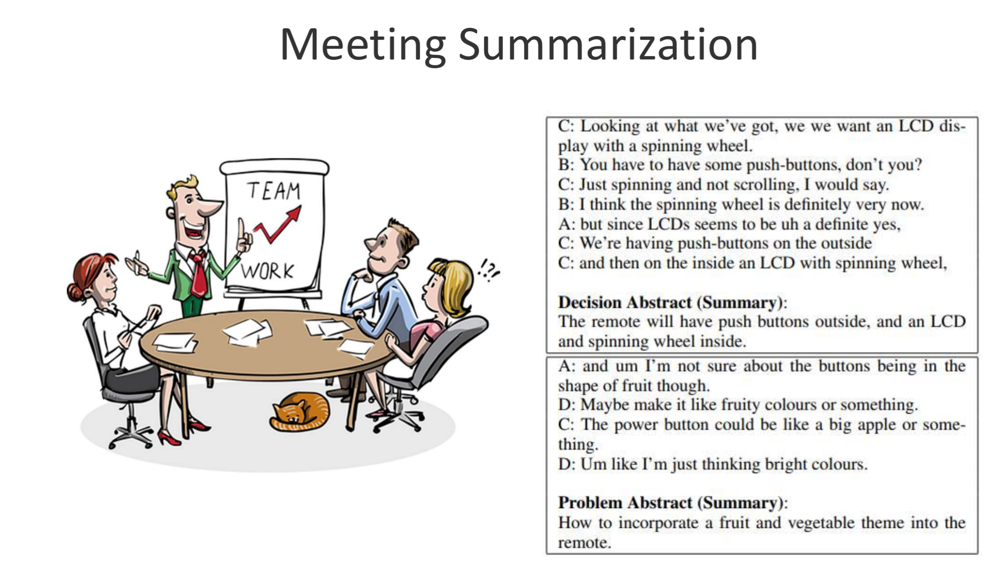 Meeting Summarization
TEAM
WORK
!?!
C: Looking at what we've got, we we want an LCD dis-
play with a spinning wheel.
B: You have to have some push-buttons, don't you?
C: Just spinning and not scrolling, I would say.
B: I think the spinning wheel is definitely very now.
A: but since LCDs seems to be uh a definite yes,
C: We're having push-buttons on the outside
C: and then on the inside an LCD with spinning wheel,
Decision Abstract (Summary):
The remote will have push buttons outside, and an LCD
and spinning wheel inside.
A: and um I'm not sure about the buttons being in the
shape of fruit though.
D: Maybe make it like fruity colours or something.
C: The power button could be like a big apple or some-
thing.
D: Um like I'm just thinking bright colours.
Problem Abstract (Summary):
How to incorporate a fruit and vegetable theme into the
remote.